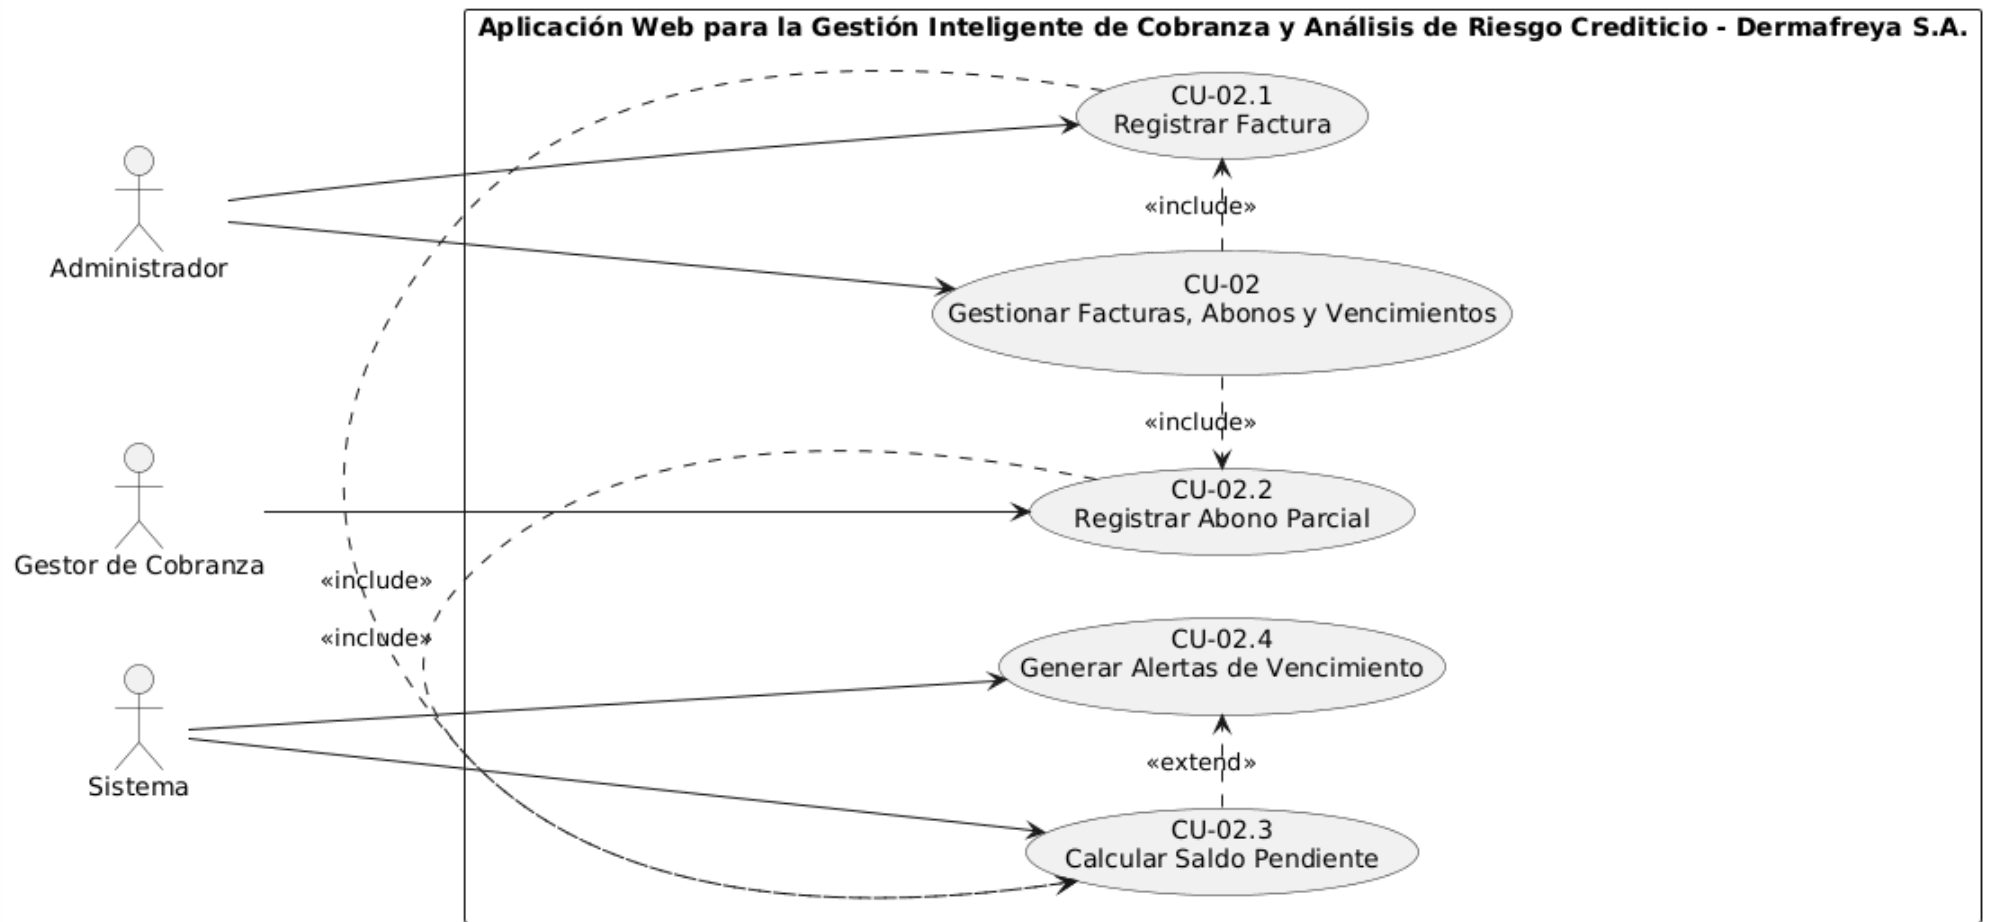 Aplicación Web para la Gestión Inteligente de Cobranza y Análisis de Riesgo Crediticio - Dermafreya S.A.
CU-02.1
Registrar Factura
«include»
Administrador
CU-02
Gestionar Facturas, Abonos y Vencimientos
«include»
CU-02.2
Registrar Abono Parcial
Gestor de Cobranza
«include»
«include»
CU-02.4
Generar Alertas de Vencimiento
«extend»
Sistema
CU-02.3
Calcular Saldo Pendiente